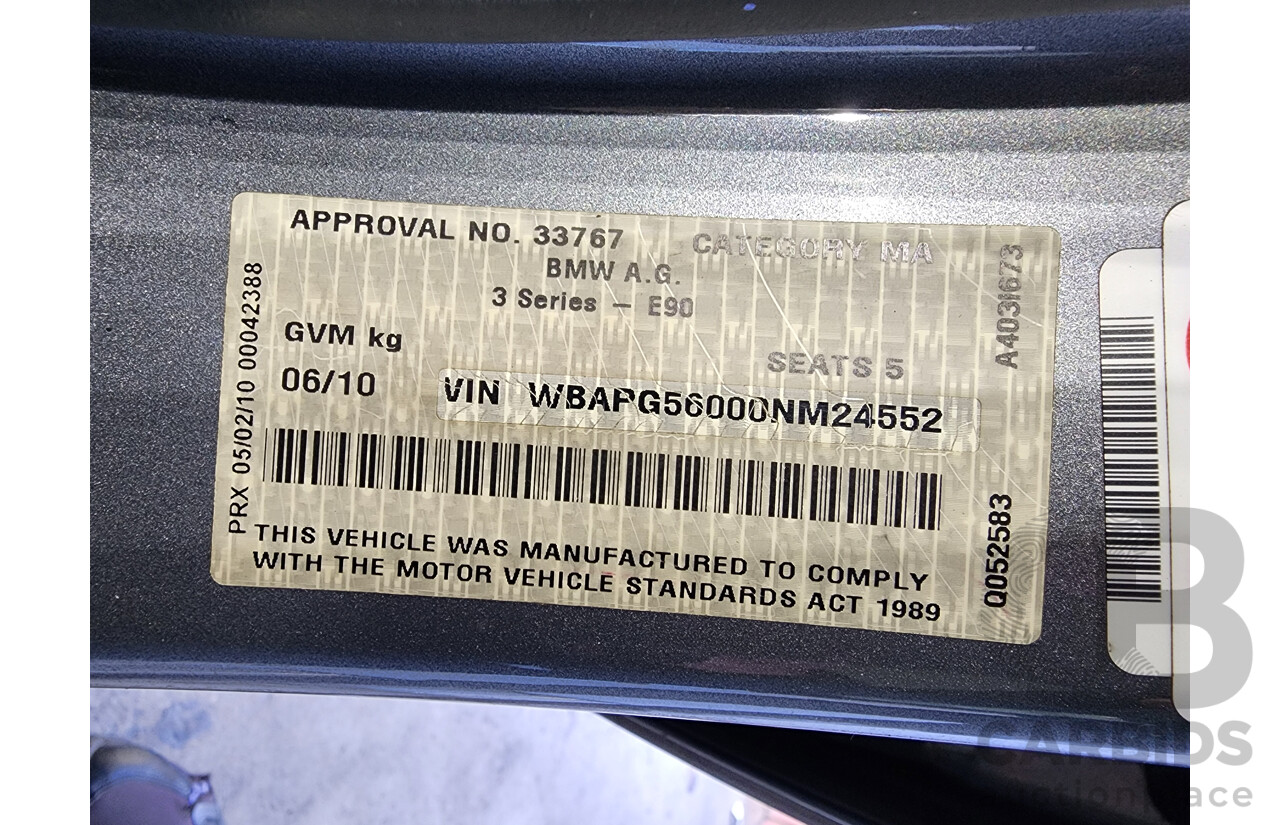 APPROVAL NO. 33767
CATEGORY MA
BMW A.G.
3 Series - E90
GVM kg
SEATS 5
06/10
VIN WBAPG56000NM24552
THIS VEHICLE WAS MANUFACTURED TO COMPLY
WITH THE MOTOR VEHICLE STANDARDS ACT 1989
PRX 05/02/10 00042388
A4031673
Q052583
B
CARBIDS